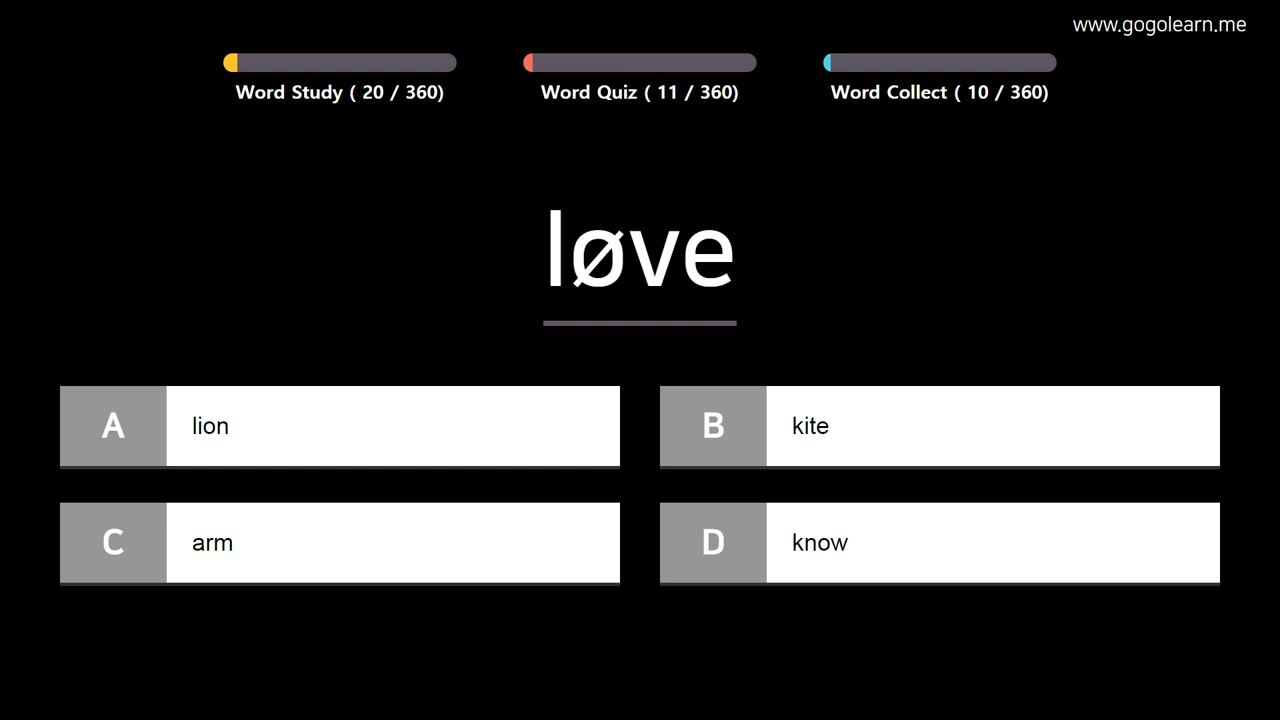 www.gogolearn.me
Word Study ( 20 / 360)
Word Quiz ( 11 / 360)
Word Collect ( 10 / 360)
løve
A lion
B kite
C arm
D know